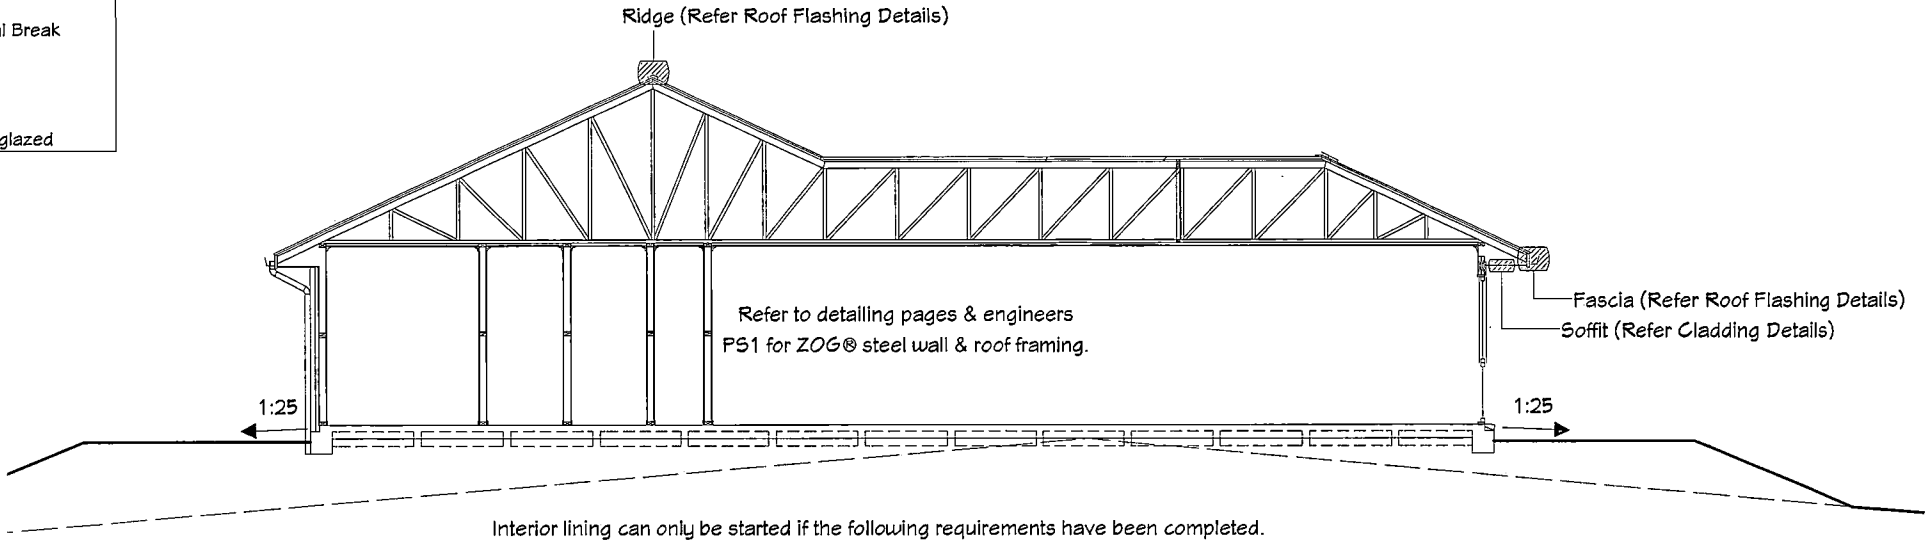 Ridge (Refer Roof Flashing Details)
l Break
glazed
Refer to detailing pages & engineers
PS1 for ZOG® steel wall & roof framing.
Fascia (Refer Roof Flashing Details)
Soffit (Refer Cladding Details)
1:25
1:25
Interior lining can only be started if the following requirements have been completed.